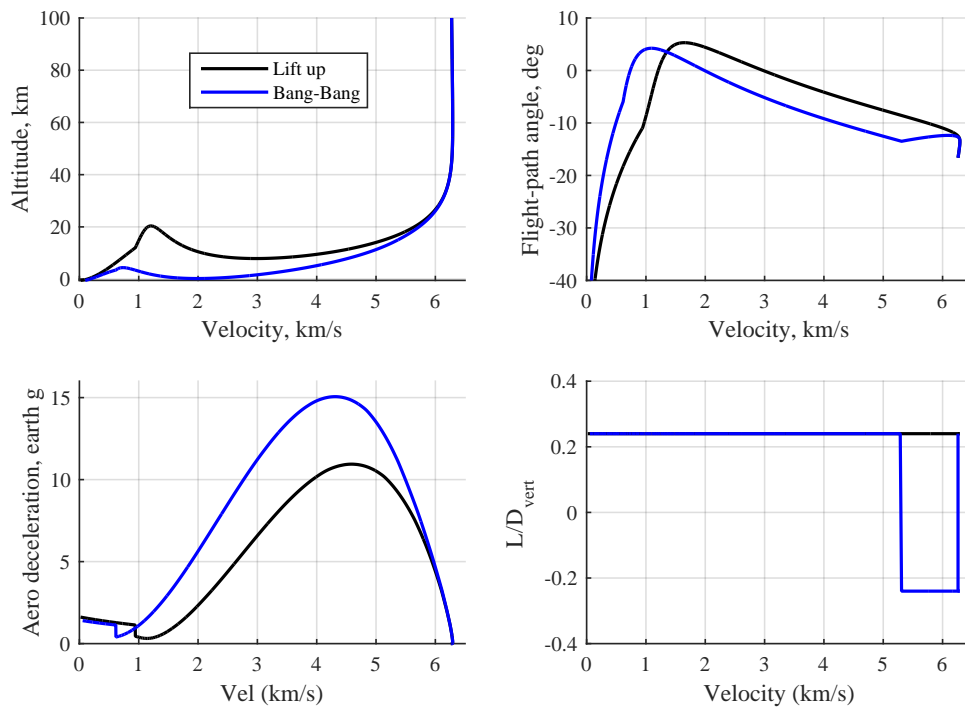 100
80
60
40
20
0
0 1 2 3 4 5 6
Alttitude, km
Velocity, km/s
Lift up
Bang-Bang
10
0
-10
-20
-30
-40
0 1 2 3 4 5 6
Flight-path angle, deg
Velocity, km/s
15
10
5
0
0 1 2 3 4 5 6
Aero deceleration, earth g
Vel (km/s)
0.4
0.2
0
-0.2
-0.4
0 1 2 3 4 5 6
L/D_vert
Velocity (km/s)